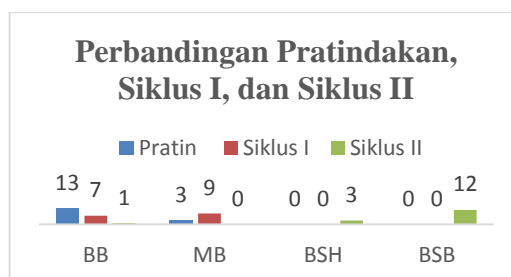 Perbandingan Pratindakan,
Siklus I, dan Siklus II
Pratin Siklus I Siklus II
13 7 1 3 9 0 0 0 3 0 0 12
BB MB BSH BSB